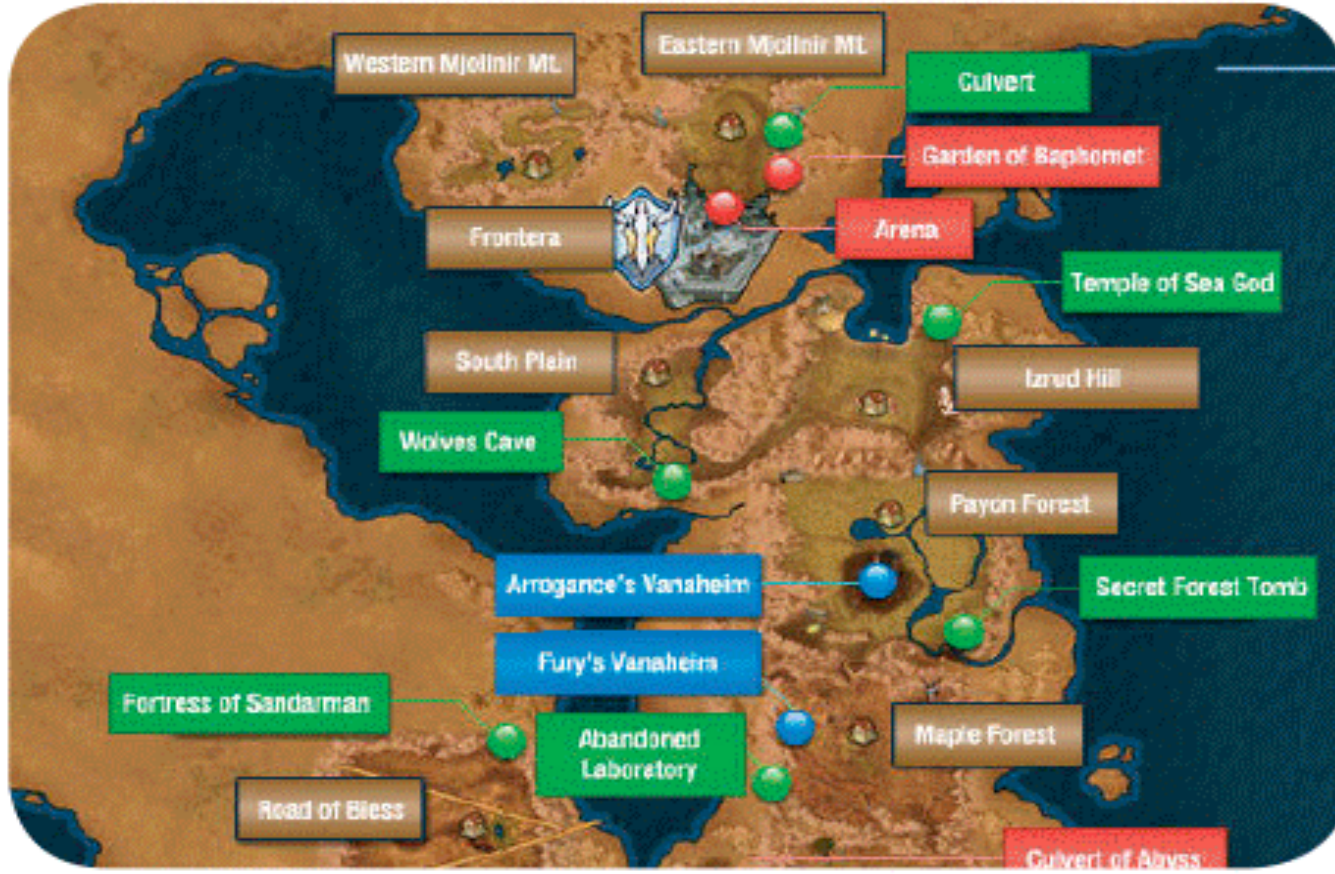 Eastern Mjollnir Mt.
Western Mjollnir Mt.
Culvert
Garden of Baphomet
Arena
Frontera
Temple of Sea God
South Plain
Izrud Hill
Wolves Cave
Payon Forest
Arrogance's Vanaheim
Secret Forest Tomb
Fury's Vanaheim
Fortress of Sandarman
Abandoned
Laboratory
Maple Forest
Road of Bless
Culvert of Abyss